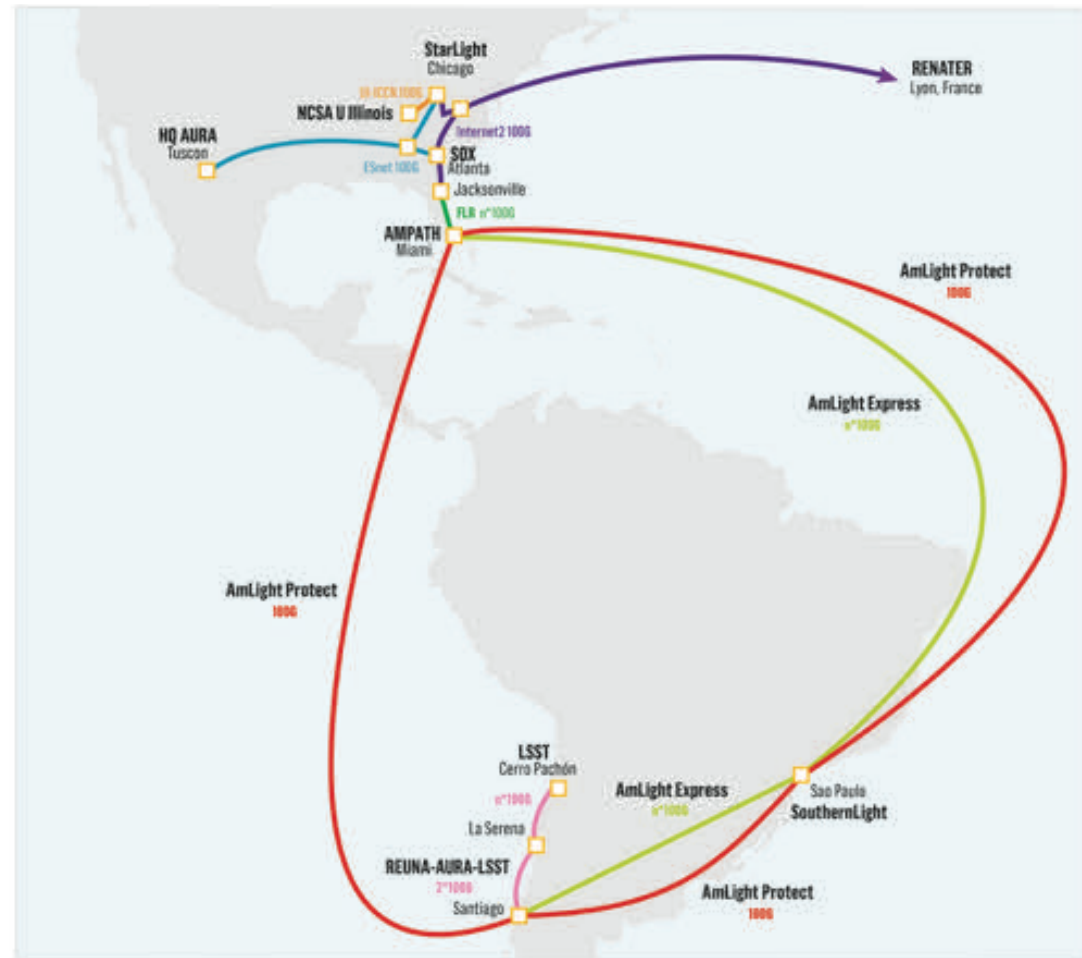 StarLight
Chicago
100G
NCSA U Illinois
Internet2 100G
RENATER
Lyon, France
HQ AURA
Tuscon
ESnet 100G
SOX
Atlanta
Jacksonville
FLR n*100G
AMPATH
Miami
AmLight Protect
100G
AmLight Express
n*100G
AmLight Protect
100G
LSST
Cerro Pachón
n*100G
La Serena
REUNA-AURA-LSST
2*100G
Santiago
AmLight Express
n*100G
Sao Paulo
SouthernLight
AmLight Protect
100G